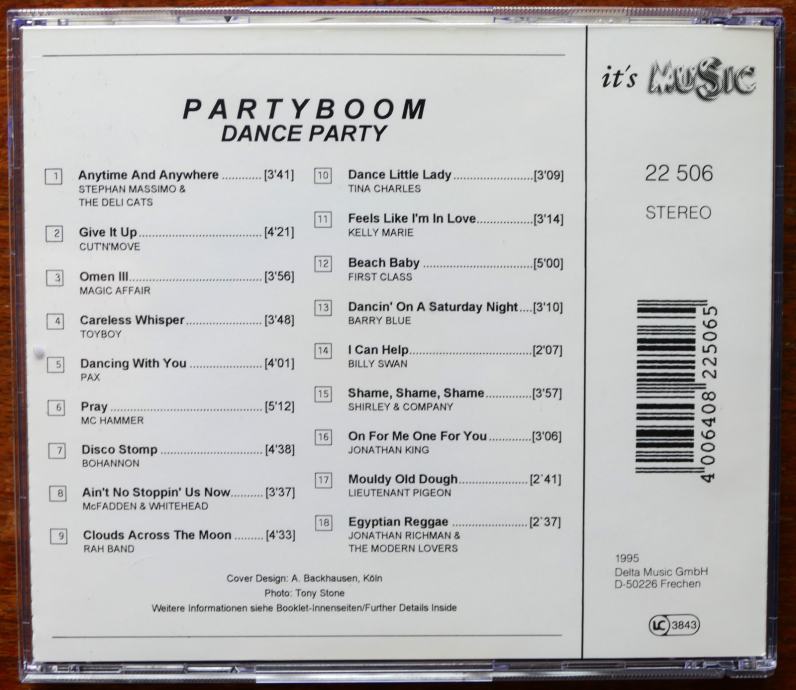 PARTYBOOM
DANCE PARTY
1 Anytime And Anywhere ........... [3'41]
STEPHAN MASSIMO &
THE DELI CATS
2 Give It Up ................................... [4'21]
CUT'N'MOVE
3 Omen III..................................... [3'56]
MAGIC AFFAIR
4 Careless Whisper..................... [3'48]
TOYBOY
5 Dancing With You .................... [4'01]
PAX
6 Pray ........................................... [5'12]
MC HAMMER
7 Disco Stomp ............................. [4'38]
BOHANNON
8 Ain't No Stoppin' Us Now......... [3'37]
McFADDEN & WHITEHEAD
9 Clouds Across The Moon ........ [4'33]
RAH BAND
10 Dance Little Lady......................[3'09]
TINA CHARLES
11 Feels Like I'm In Love...............[3'14]
KELLY MARIE
12 Beach Baby ..............................[5'00]
FIRST CLASS
13 Dancin' On A Saturday Night....[3'10]
BARRY BLUE
14 I Can Help..................................[2'07]
BILLY SWAN
15 Shame, Shame, Shame.............[3'57]
SHIRLEY & COMPANY
16 On For Me One For You ............[3'06]
JONATHAN KING
17 Mouldy Old Dough....................[2'41]
LIEUTENANT PIGEON
18 Egyptian Reggae .....................[2'37]
JONATHAN RICHMAN &
THE MODERN LOVERS
Cover Design: A. Backhausen, Köln
Photo: Tony Stone
Weitere Informationen siehe Booklet-Innenseiten/Further Details Inside
it's MUSIC
22 506
STEREO
4 006408 225065
1995
Delta Music GmbH
D-50226 Frechen
LC 3843